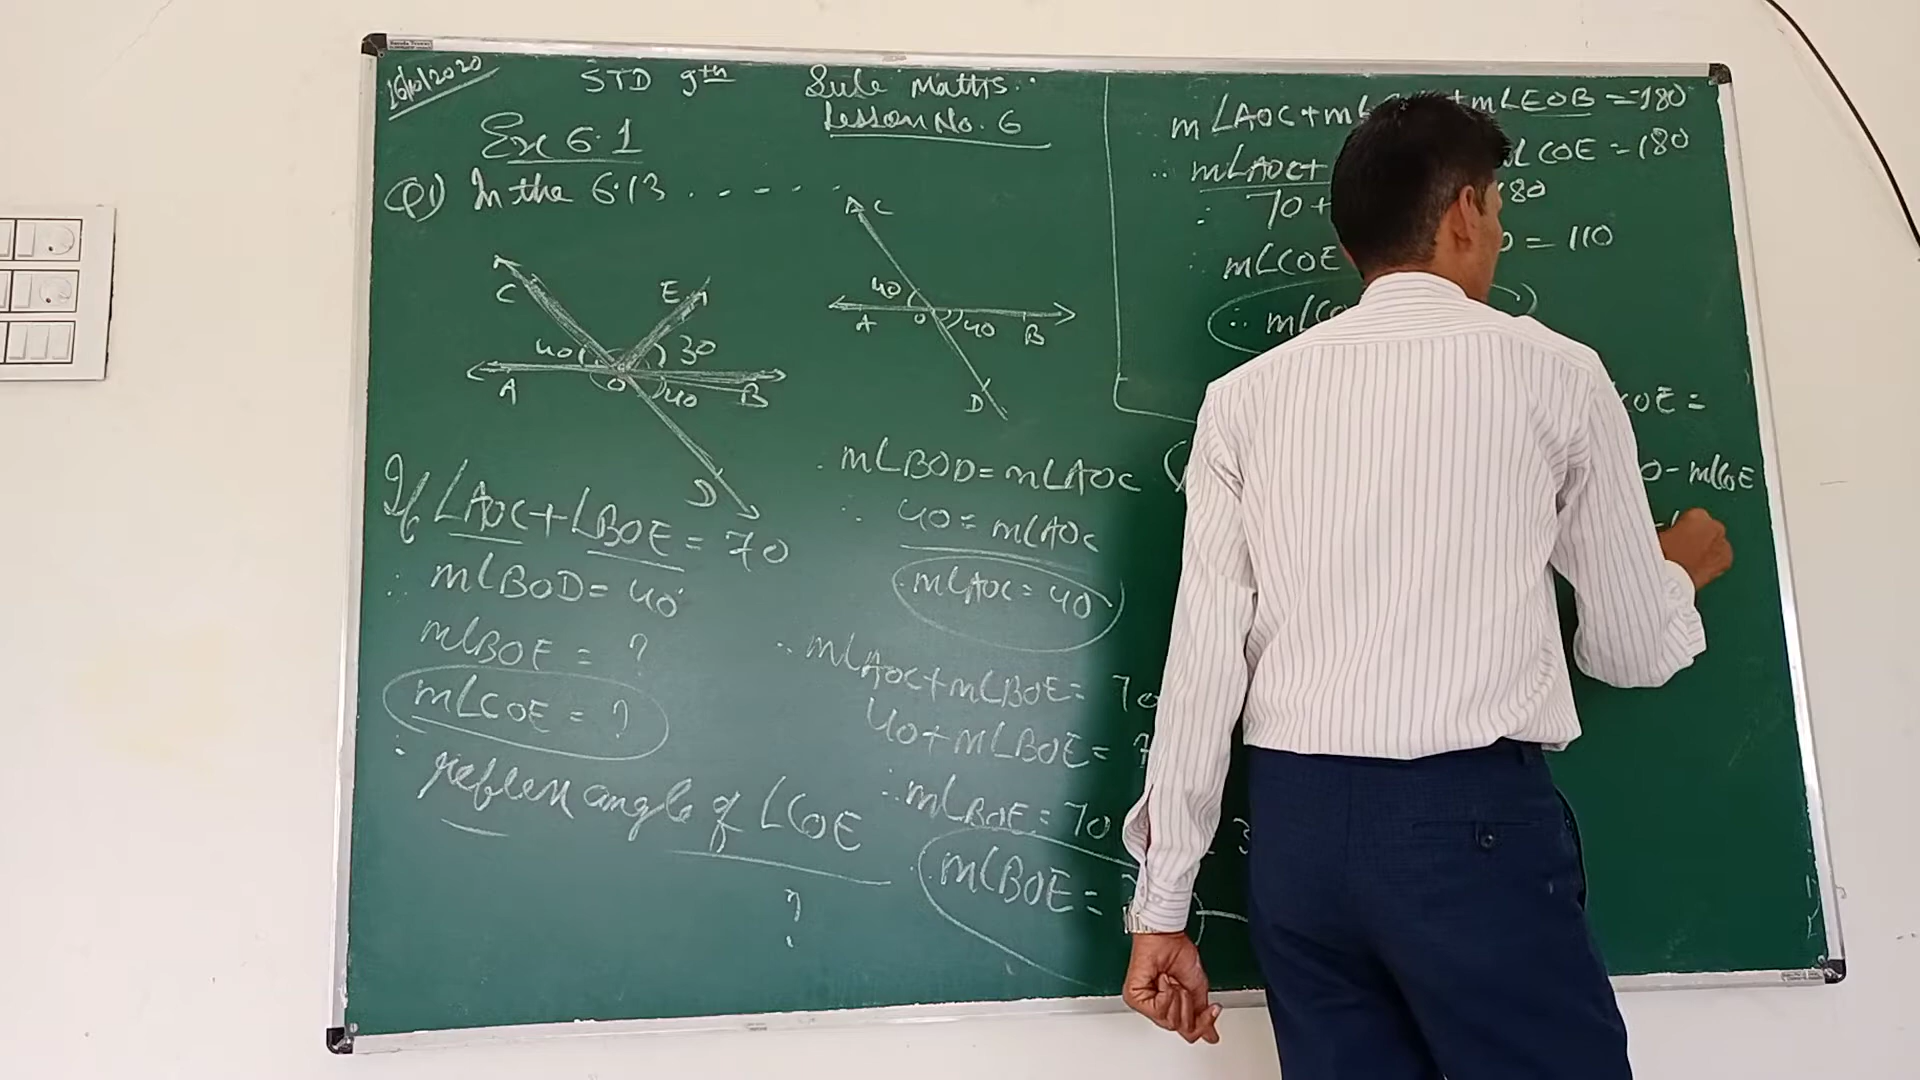 16/10/2020
STD 9th
Sule Maths
Lesson No. 6
Exe 6.1
Q1) In the 6.13 . - - - - -
C
E
40
30
A
O
40
B
D
C
40
A
O
40
B
D
If ∠AOC+∠BOE = 70
∴ m∠BOD = 40°
m∠BOE = ?
m∠COE = ?
∴ reflex angle of ∠COE
?
∴ m∠BOD = m∠AOC (
∴ 40 = m∠AOC
∴ m∠AOC = 40
∴ m∠AOC+m∠BOE = 70
40+m∠BOE =
∴ m∠BOE = 70
∴ m∠BOE =
m∠AOC+m∠ +m∠EOB = 180
∴ m∠AOC+ COE = 180
∴ 70+ 180
∴ m∠COE = 110
∴ m∠CO
COE =
- m∠COE